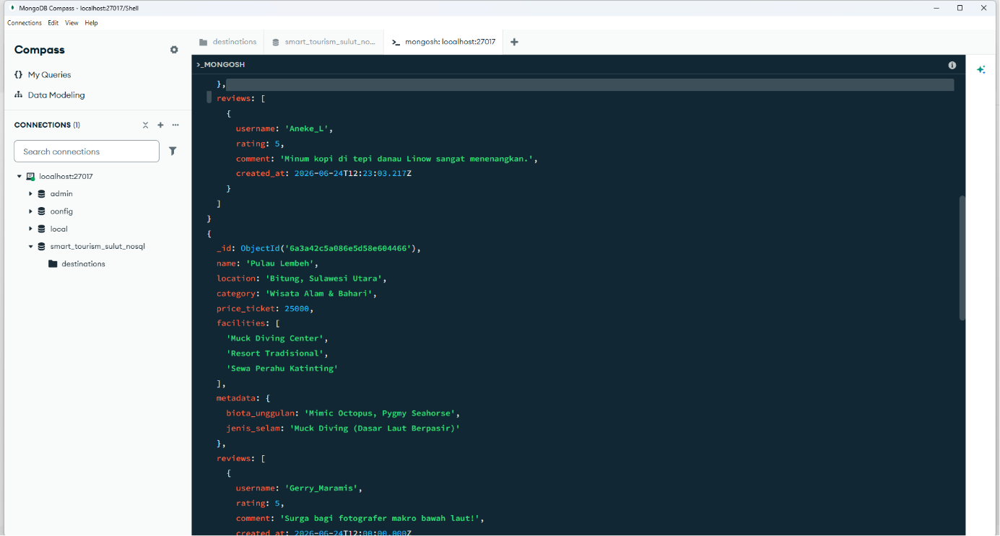 MongoDB Compass - localhost:27017/Shell
Connections Edit View Help
Compass
My Queries
Data Modeling
CONNECTIONS (1)
Search connections
localhost:27017
admin
config
local
smart_tourism_sulut_nosql
destinations
destinations
smart_tourism_sulut_no...
mongosh: localhost:27017
>_MONGOSH
},
reviews: [
{
username: 'Aneke_L',
rating: 5,
comment: 'Minum kopi di tepi danau Linow sangat menenangkan.',
created_at: 2026-06-24T12:23:03.217Z
}
]
}
{
_id: ObjectId('6a3a42c5a086e5d58e604466'),
name: 'Pulau Lembeh',
location: 'Bitung, Sulawesi Utara',
category: 'Wisata Alam & Bahari',
price_ticket: 25000,
facilities: [
'Muck Diving Center',
'Resort Tradisional',
'Sewa Perahu Katinting'
],
metadata: {
biota_unggulan: 'Mimic Octopus, Pygmy Seahorse',
jenis_selam: 'Muck Diving (Dasar Laut Berpasir)'
},
reviews: [
{
username: 'Gerry_Maramis',
rating: 5,
comment: 'Surga bagi fotografer makro bawah laut!',
created_at: 2026-06-24T12:00:00.000Z